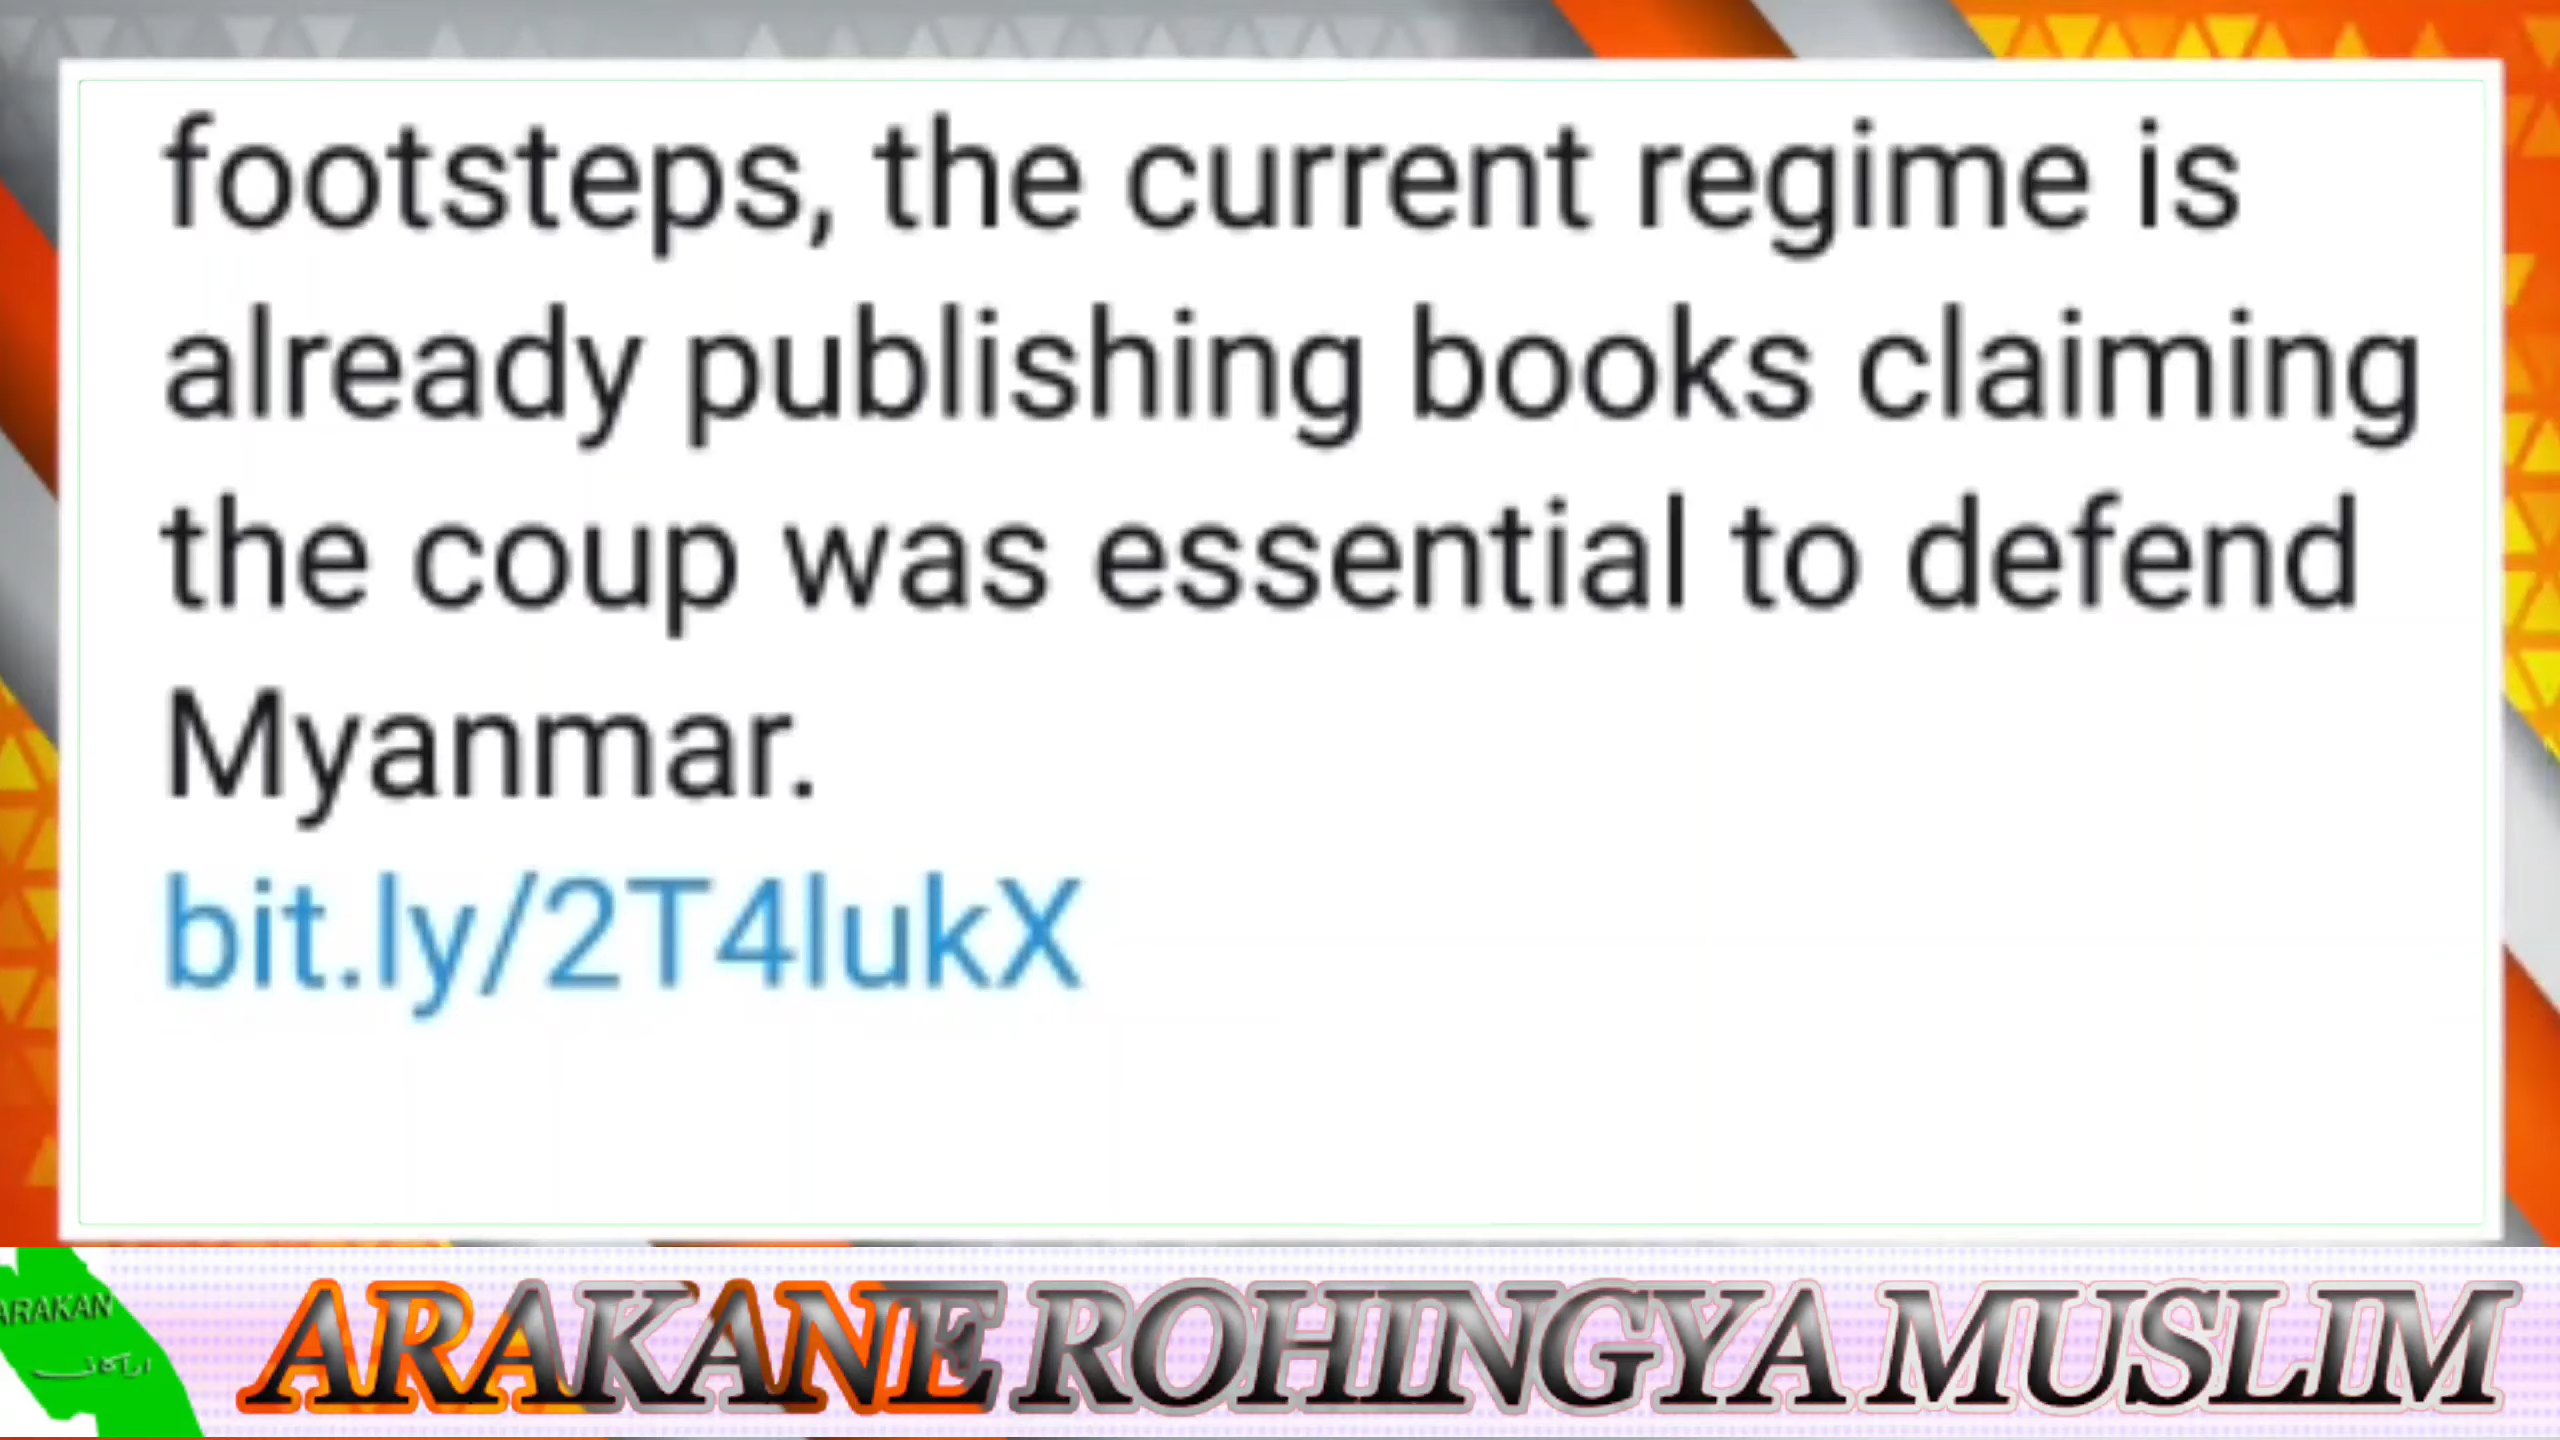 footsteps, the current regime is
already publishing books claiming
the coup was essential to defend
Myanmar.
bit.ly/2T4lukX
ARAKAN
ARAKANE ROHINGYA MUSLIM